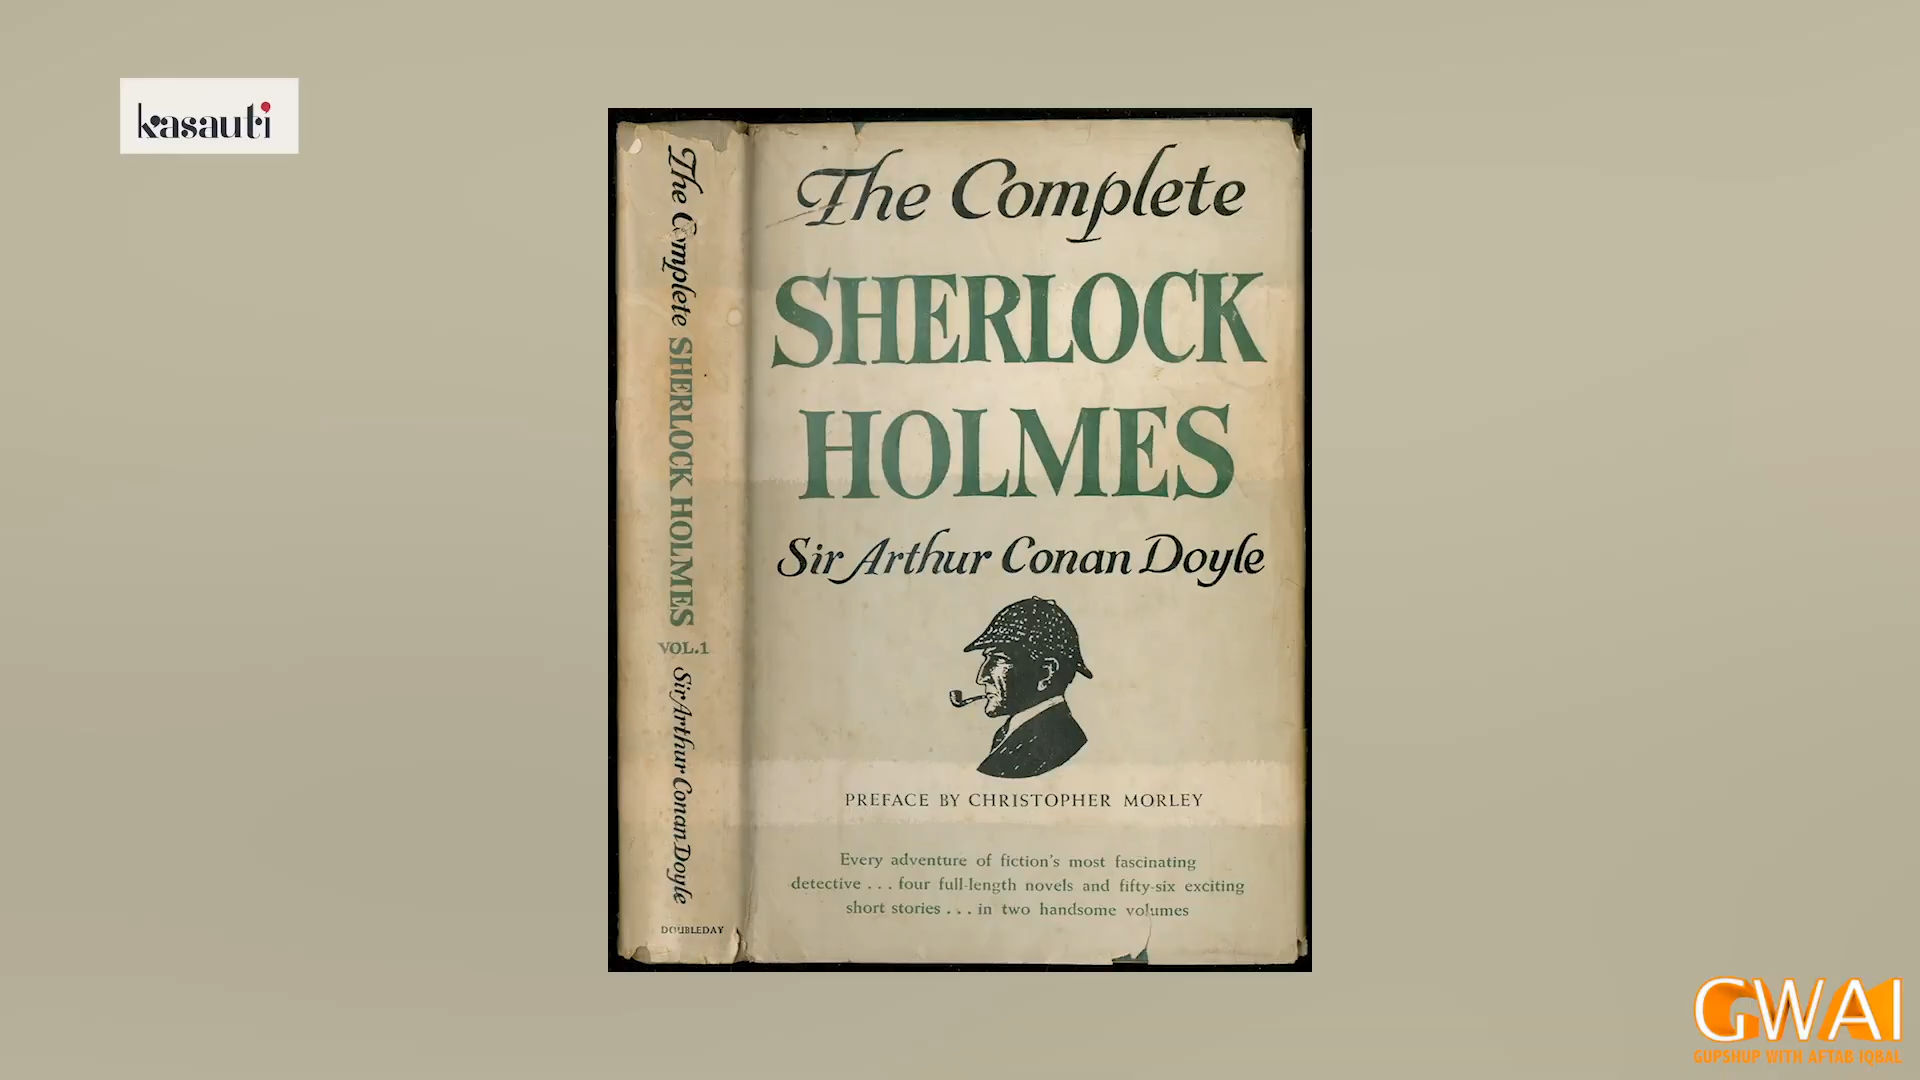 kasauti
The Complete SHERLOCK HOLMES
VOL.1
Sir Arthur Conan Doyle
DOUBLEDAY
The Complete
SHERLOCK
HOLMES
Sir Arthur Conan Doyle
PREFACE BY CHRISTOPHER MORLEY
Every adventure of fiction's most fascinating
detective . . . four full-length novels and fifty-six exciting
short stories . . . in two handsome volumes
GWAI
GUPSHUP WITH AFTAB IQBAL